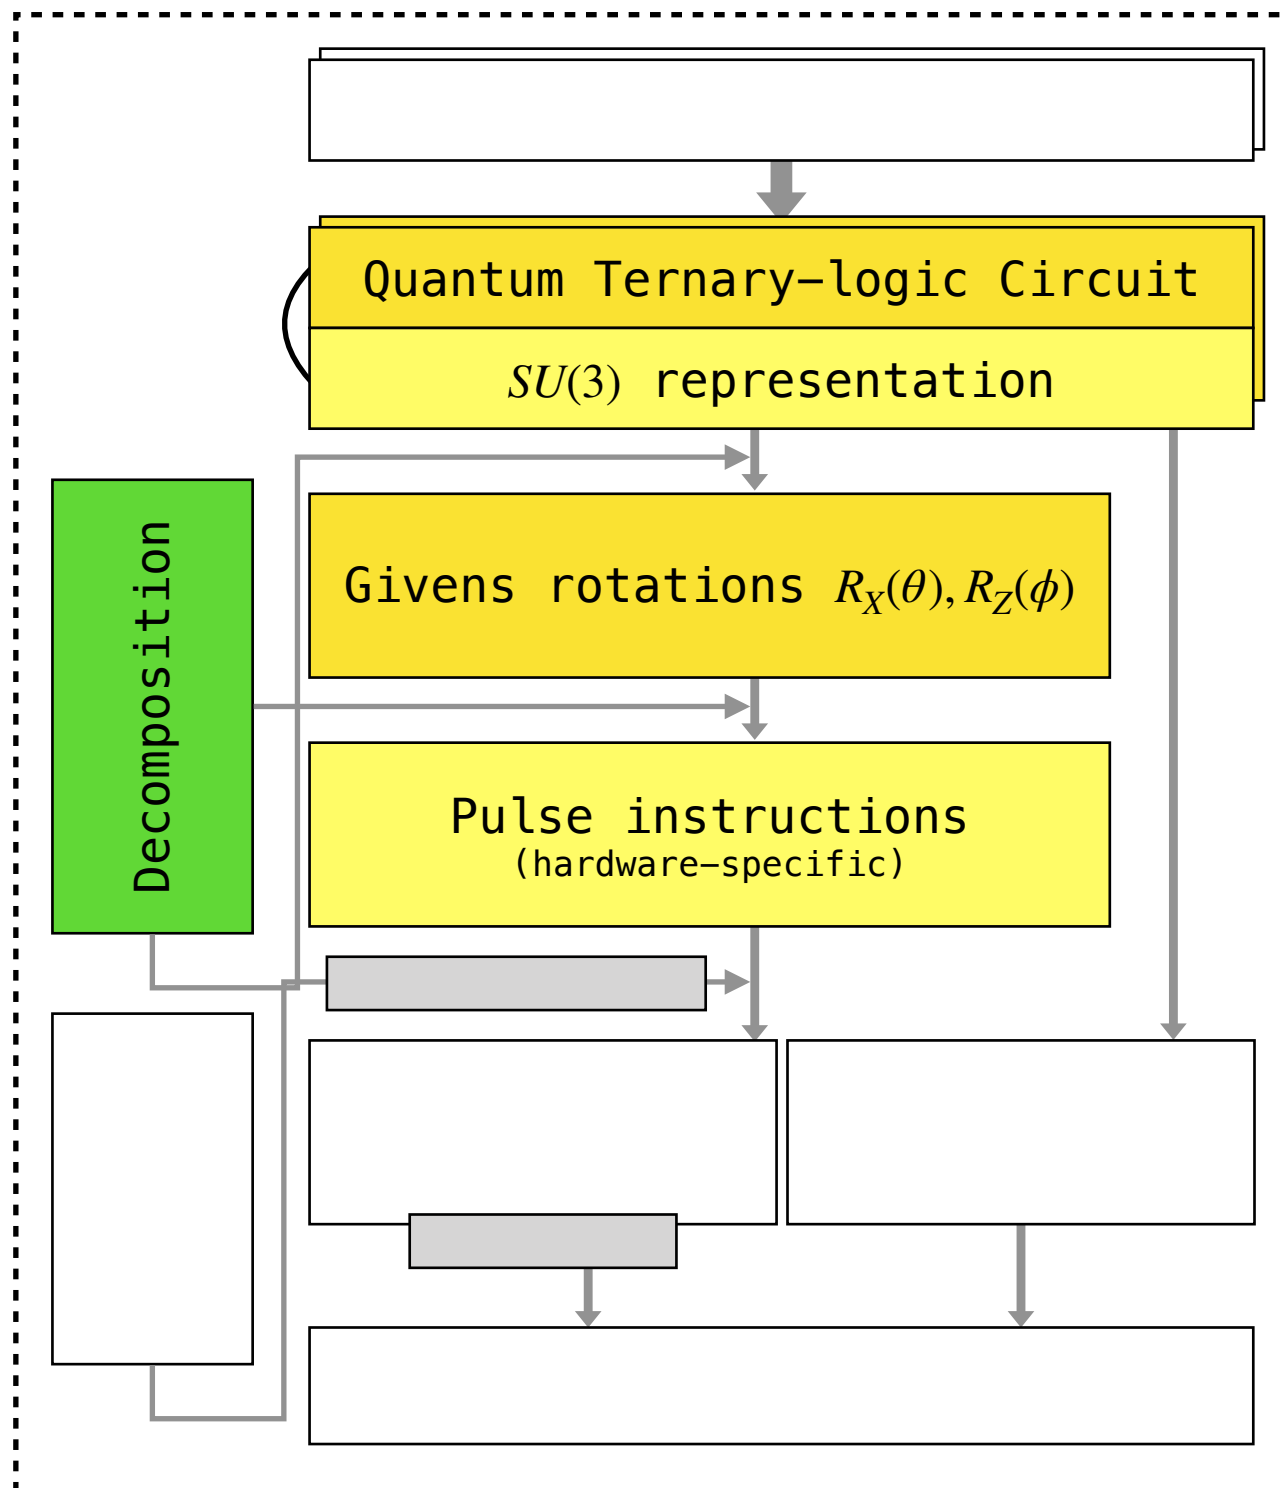 Quantum Ternary–logic Circuit
SU(3) representation
Decomposition
Givens rotations R_X(θ), R_Z(ϕ)
Pulse instructions
(hardware–specific)